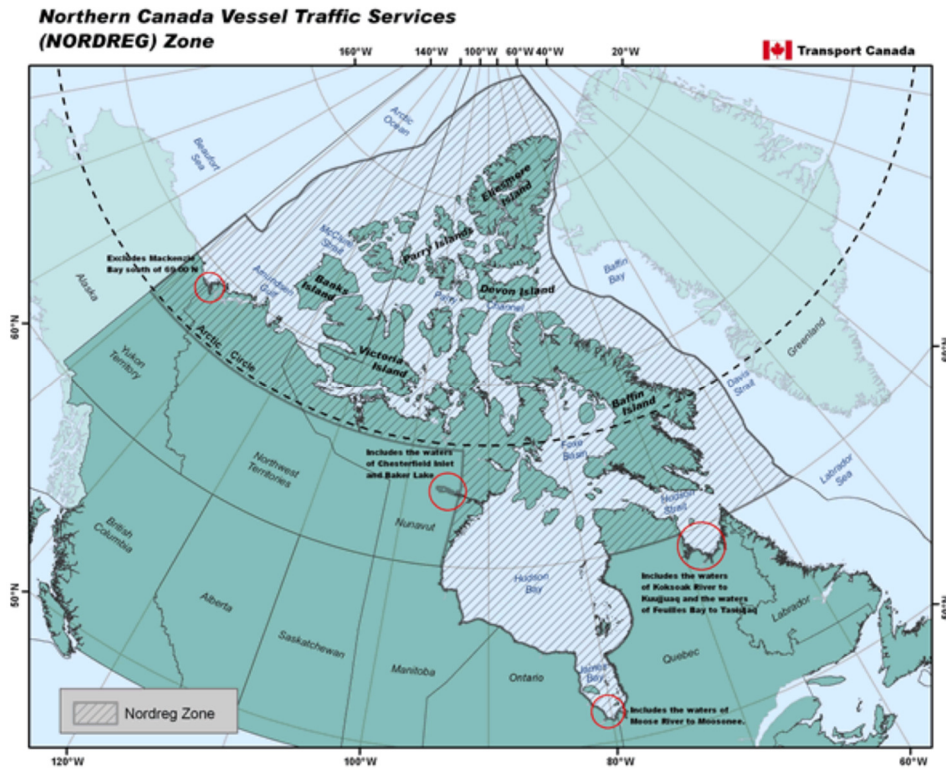 Northern Canada Vessel Traffic Services
(NORDREG) Zone
Transport Canada
160°W 140°W 100°W 60°W 40°W 20°W
Arctic
Ocean
Beaufort
Sea
Ellesmere
Island
McClure
Strait
Parry Islands
Excludes Mackenzie
Bay south of 69 00 N
Baffin
Bay
Alaska
Amundsen
Banks
Island
Parry
Channel
Devon Island
60°N
Arctic Circle
Yukon
Territory
Greenland
Victoria
Island
Davis
Strait
Baffin
Island
Includes the waters
of Chesterfield Inlet
and Baker Lake
Foxe
Basin
Northwest
Territories
Labrador
Sea
Hudson
Strait
Nunavut
British
Columbia
Hudson
Bay
Includes the waters
of Koksoak River to
Kuujjuaq and the waters
of Feuilles Bay to Tasiujaq
50°N
Alberta
Labrador
Saskatchewan
Quebec
Manitoba
Ontario
James
Bay
Includes the waters of
Moose River to Moosonee.
Nordreg Zone
120°W 100°W 80°W 60°W